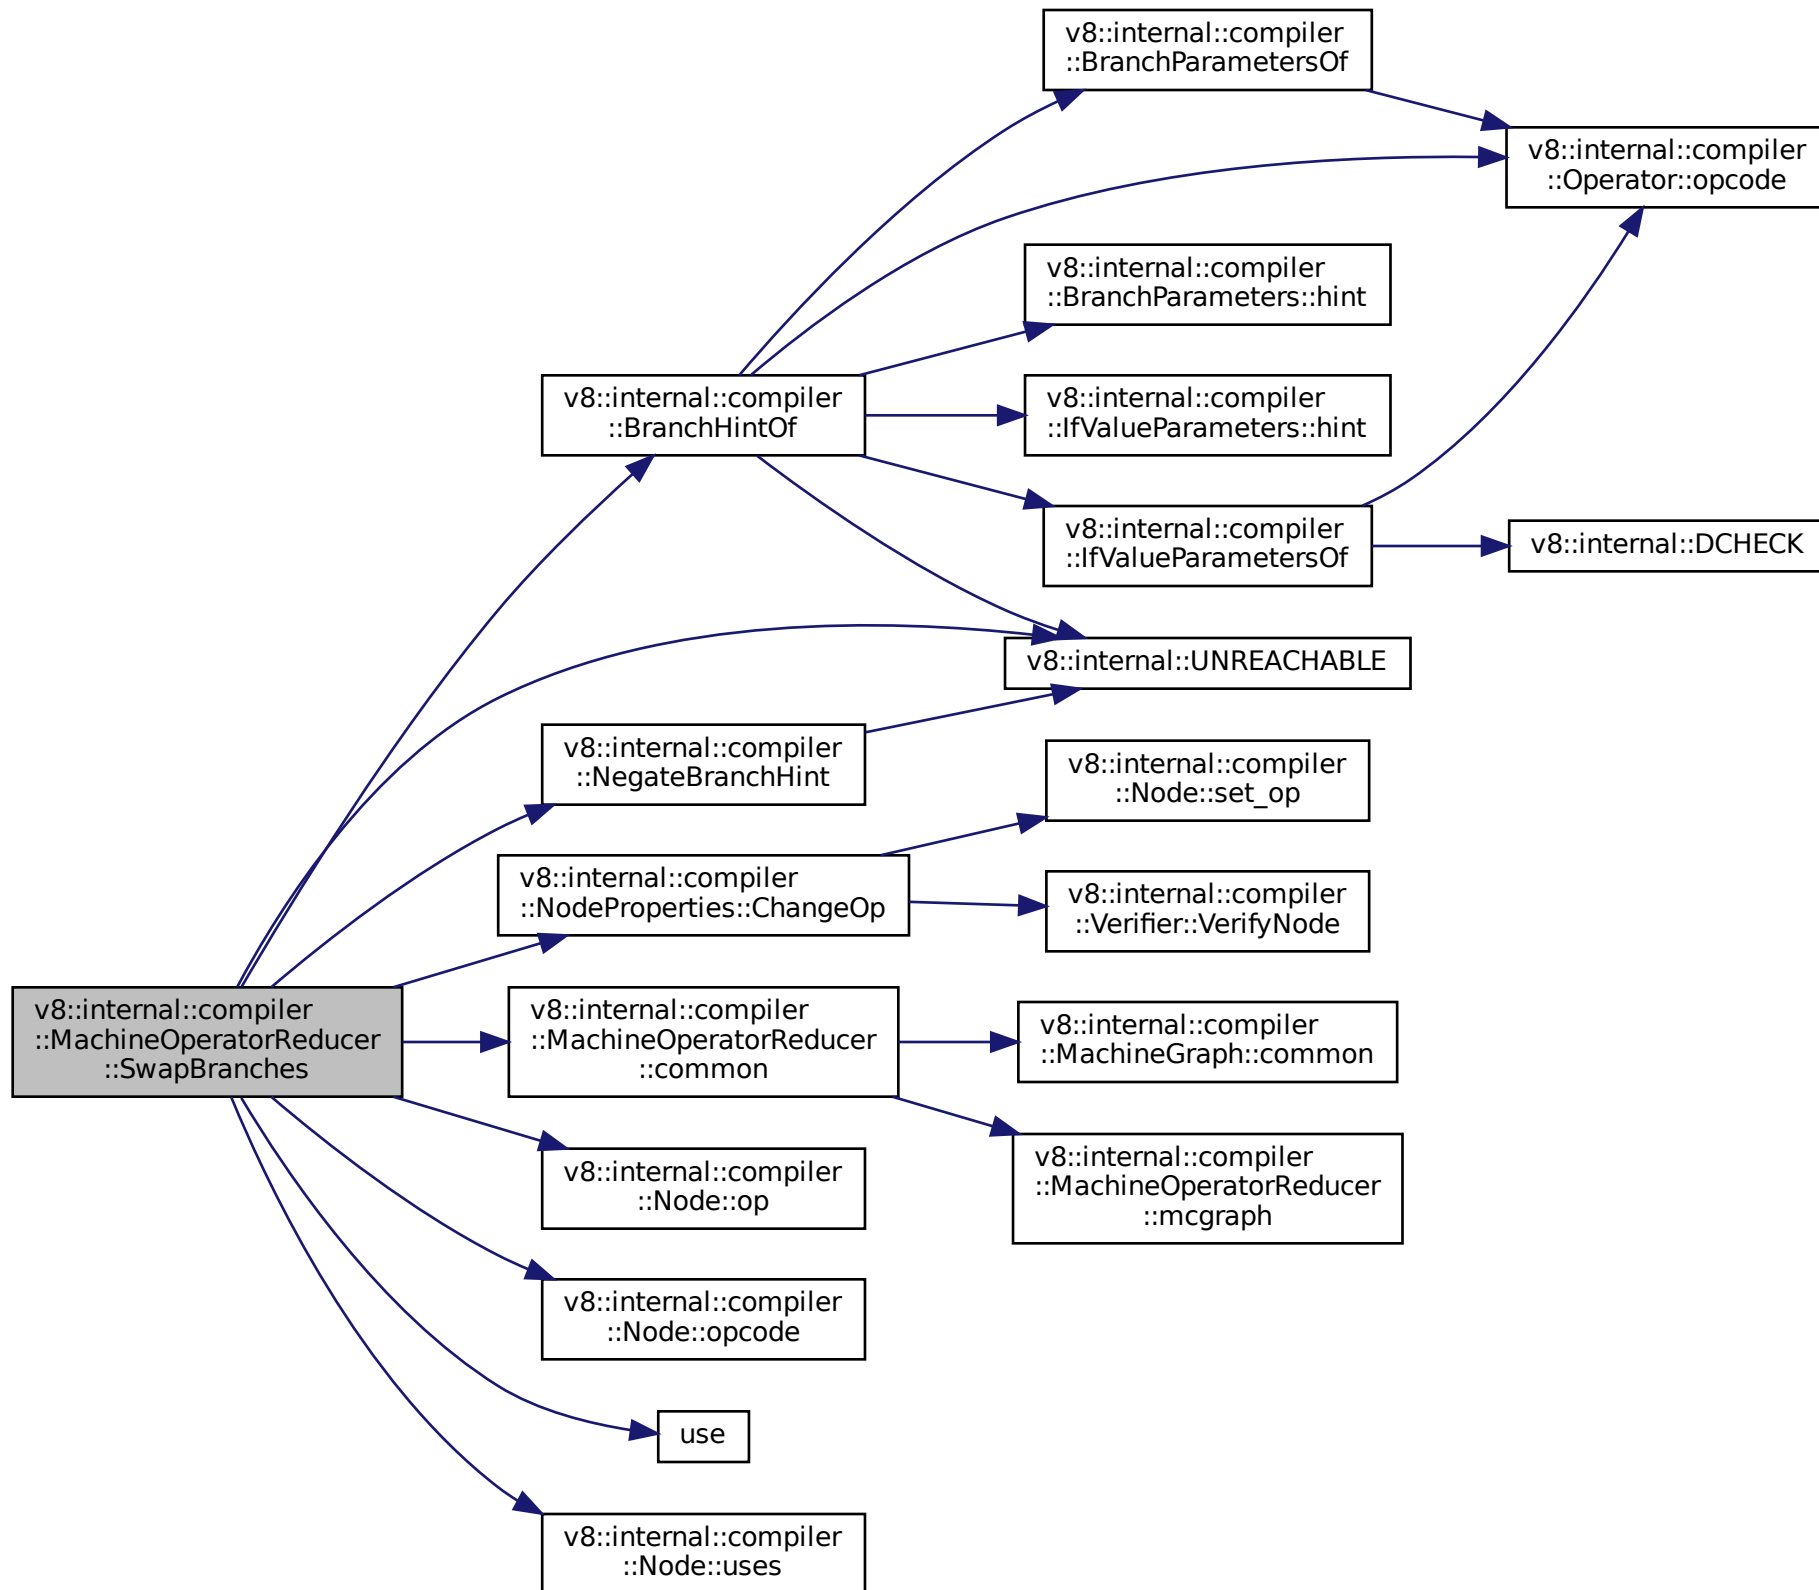 v8::internal::compiler
::BranchParametersOf
v8::internal::compiler
::Operator::opcode
v8::internal::compiler
::BranchParameters::hint
v8::internal::compiler
::BranchHintOf
v8::internal::compiler
::IfValueParameters::hint
v8::internal::compiler
::IfValueParametersOf
v8::internal::DCHECK
v8::internal::UNREACHABLE
v8::internal::compiler
::NegateBranchHint
v8::internal::compiler
::Node::set_op
v8::internal::compiler
::NodeProperties::ChangeOp
v8::internal::compiler
::Verifier::VerifyNode
v8::internal::compiler
::MachineOperatorReducer
::SwapBranches
v8::internal::compiler
::MachineOperatorReducer
::common
v8::internal::compiler
::MachineGraph::common
v8::internal::compiler
::MachineOperatorReducer
::mcgraph
v8::internal::compiler
::Node::op
v8::internal::compiler
::Node::opcode
use
v8::internal::compiler
::Node::uses